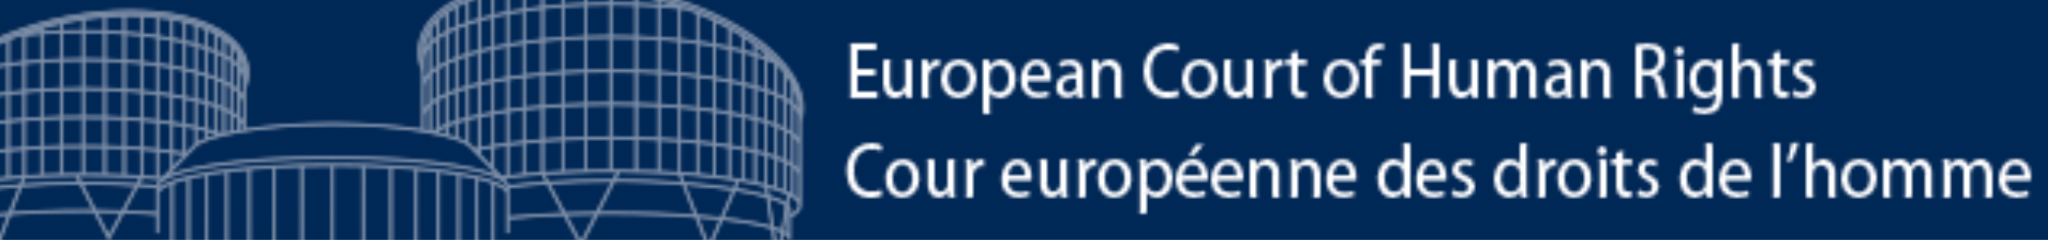 European Court of Human Rights
Cour européenne des droits de l’homme